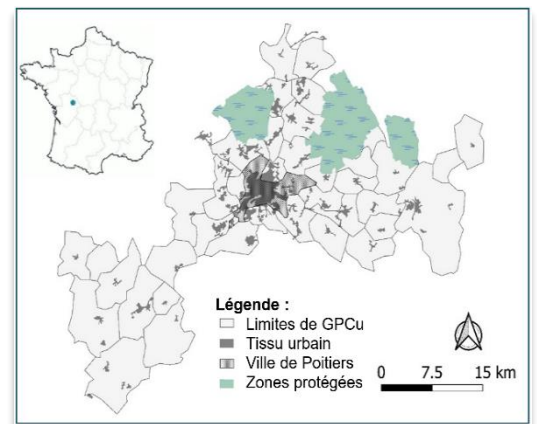 Légende :
Limites de GPCu
Tissu urbain
Ville de Poitiers
Zones protégées
0 7.5 15 km